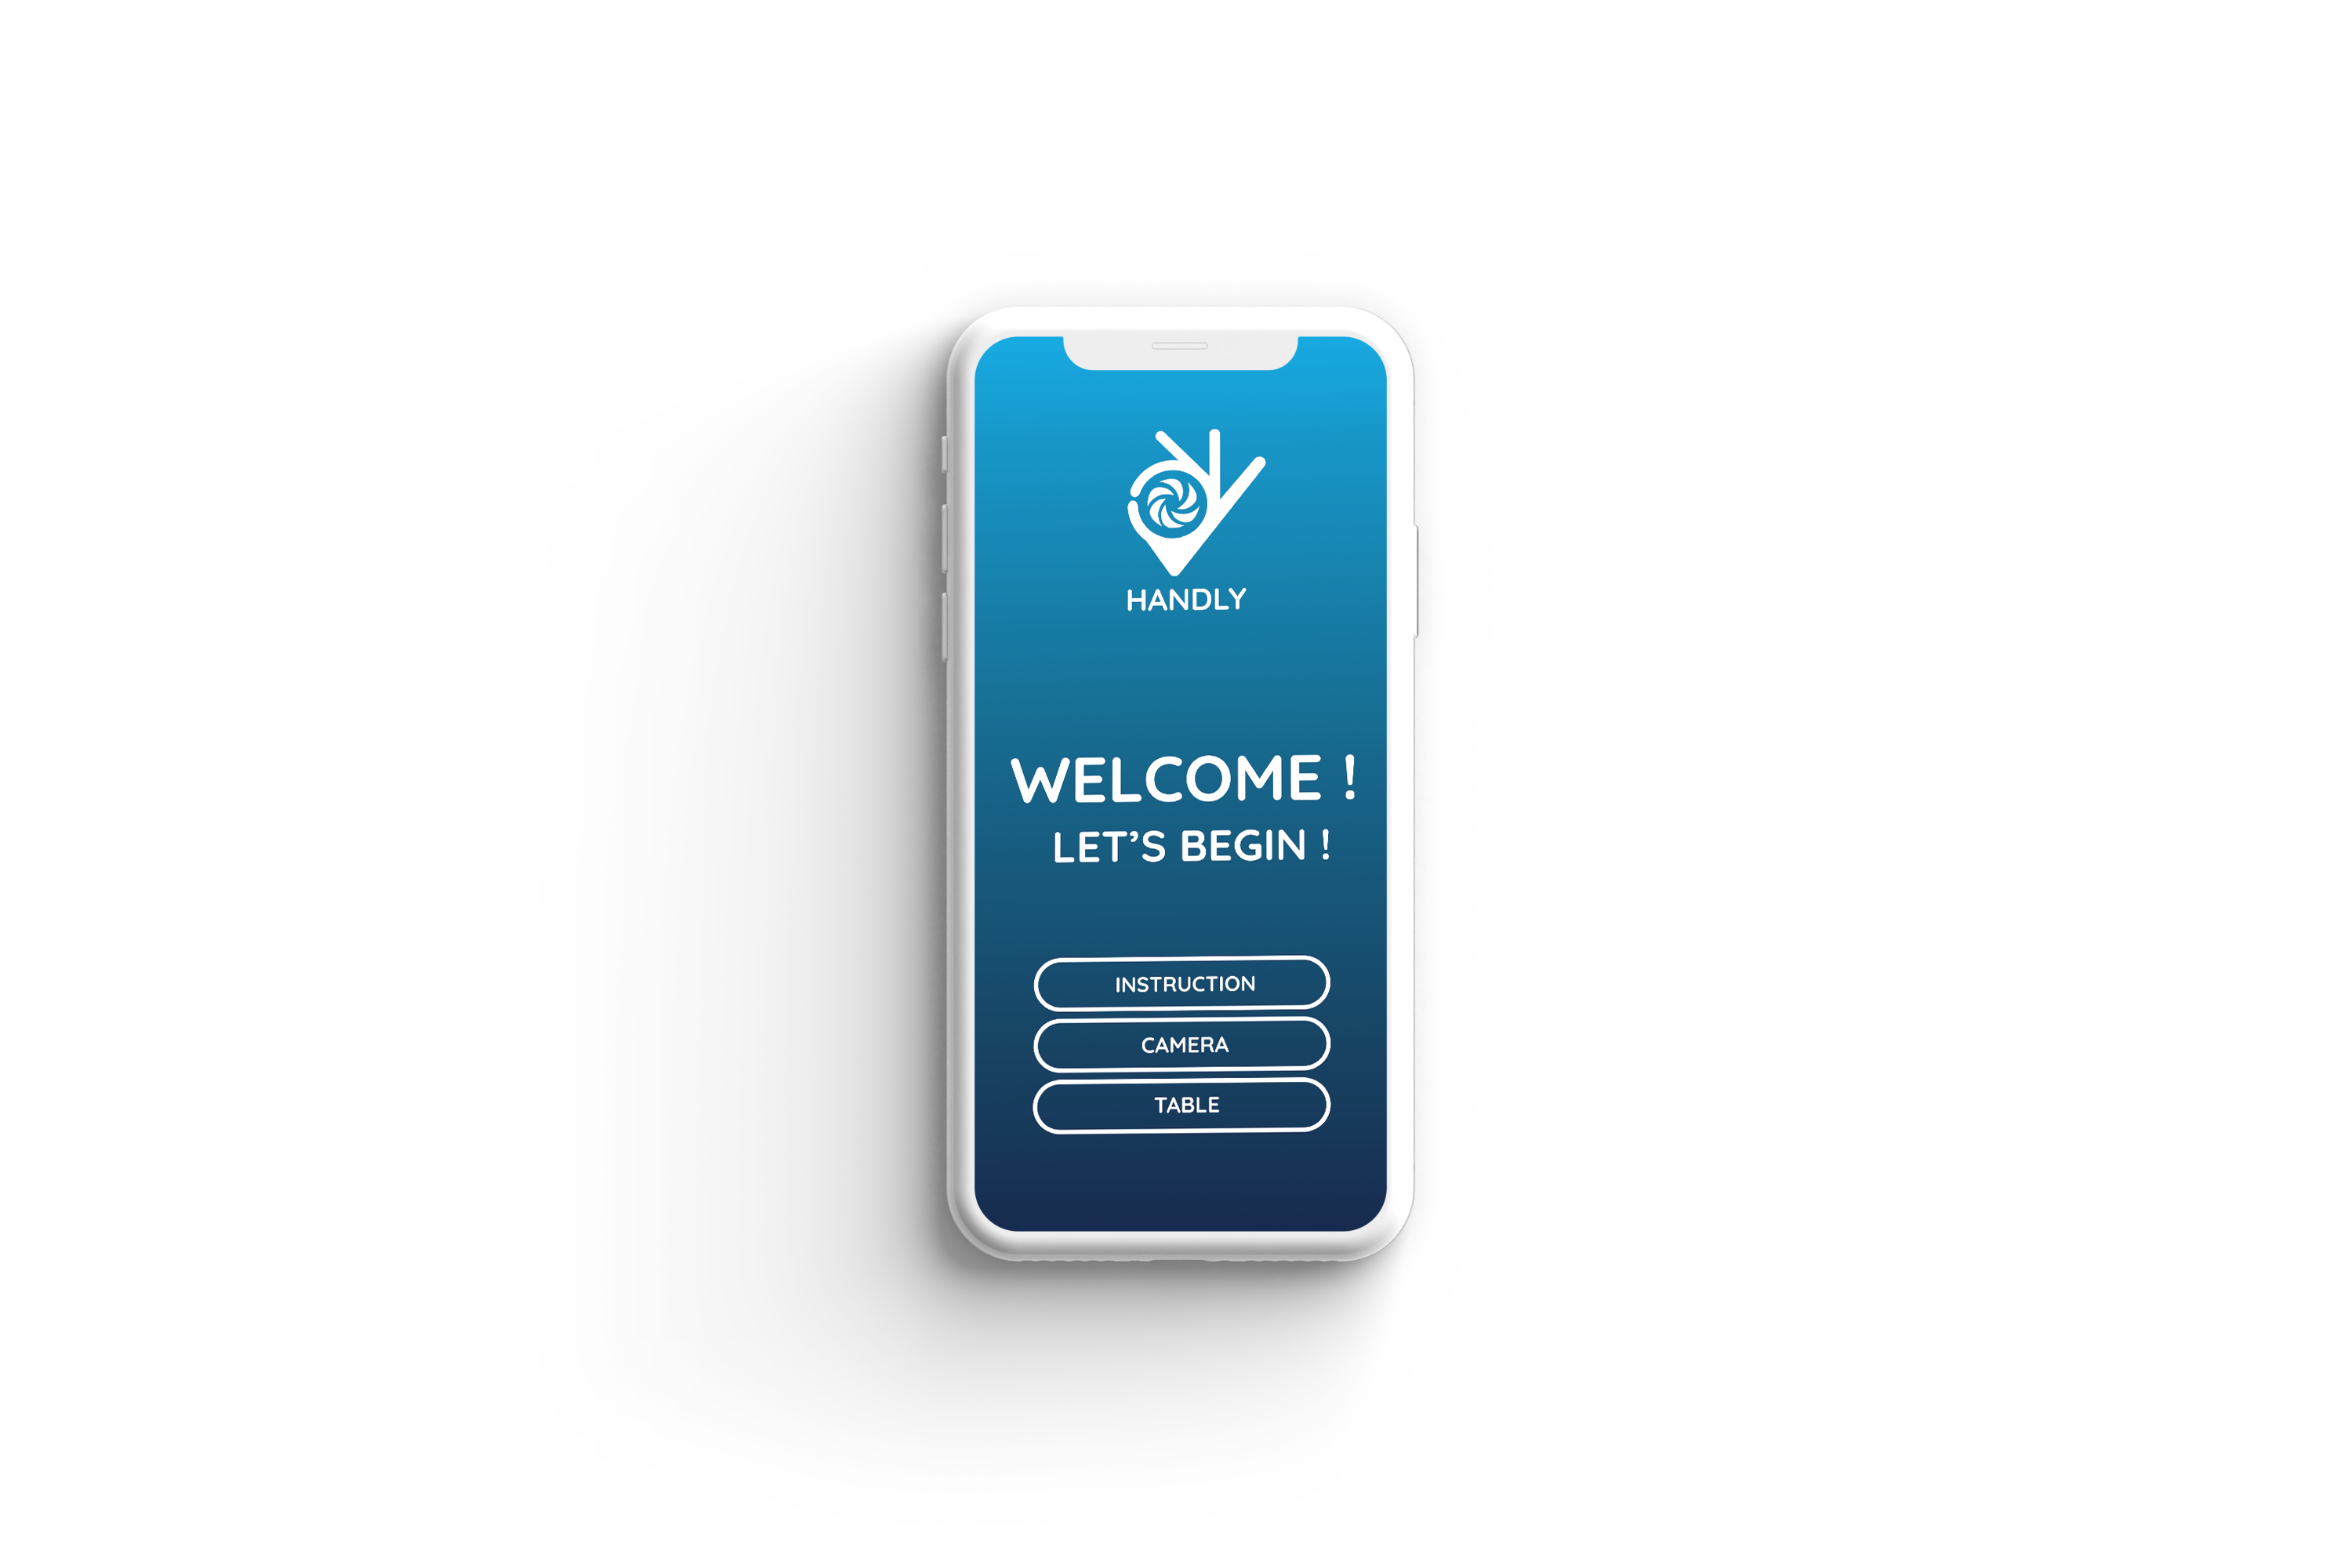 HANDLY
WELCOME !
LET'S BEGIN !
INSTRUCTION
CAMERA
TABLE